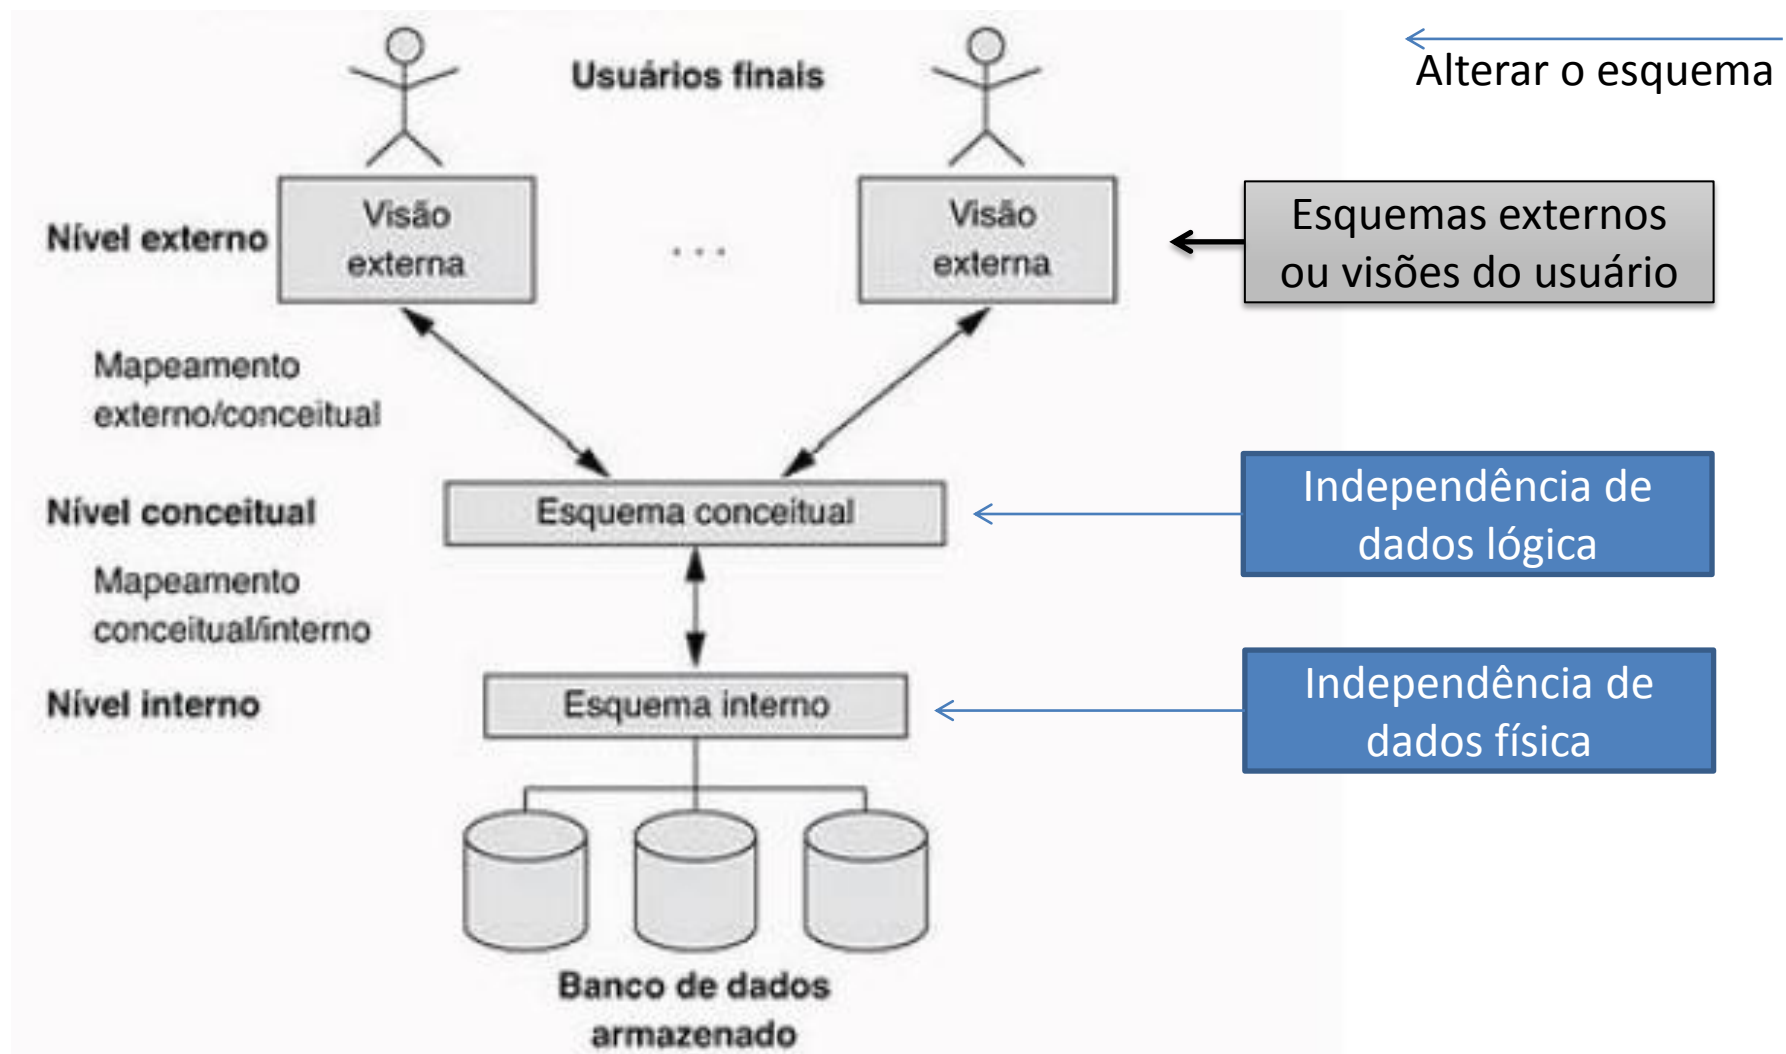 Usuários finais
Alterar o esquema
Nível externo
Visão
externa
. . .
Visão
externa
Esquemas externos
ou visões do usuário
Mapeamento
externo/conceitual
Nível conceitual
Esquema conceitual
Independência de
dados lógica
Mapeamento
conceitual/interno
Nível interno
Esquema interno
Independência de
dados física
Banco de dados
armazenado